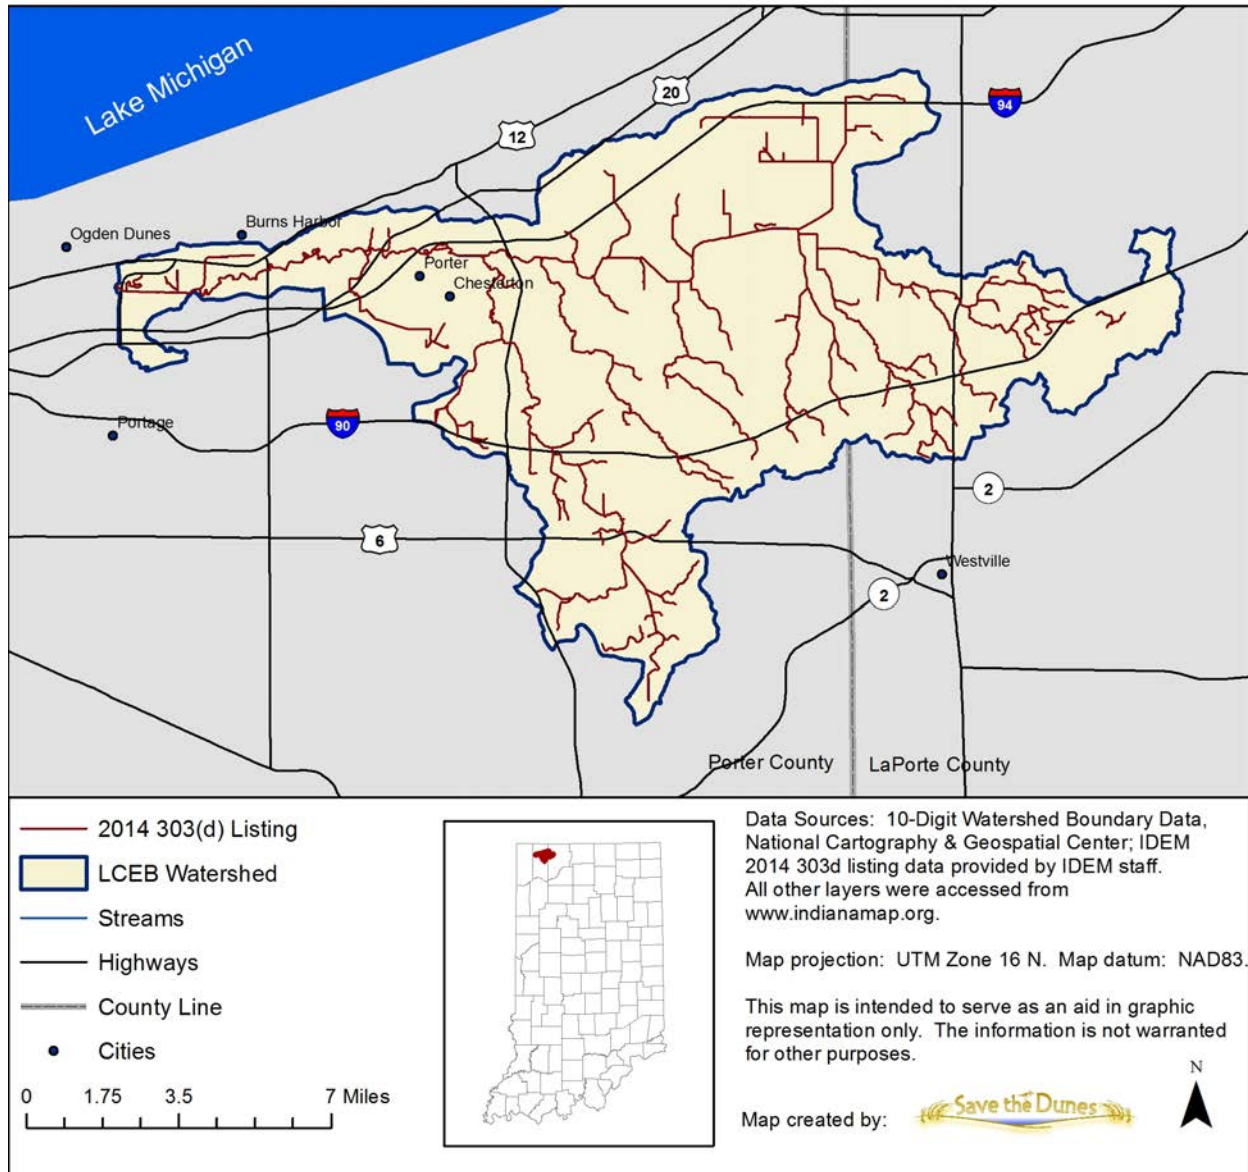 Lake Michigan
20
94
12
Ogden Dunes
Burns Harbor
Porter
Chesterton
Portage
90
2
6
Westville
2
Porter County
LaPorte County
2014 303(d) Listing
LCEB Watershed
Streams
Highways
County Line
Cities
0 1.75 3.5 7 Miles
Data Sources: 10-Digit Watershed Boundary Data,
National Cartography & Geospatial Center; IDEM
2014 303d listing data provided by IDEM staff.
All other layers were accessed from
www.indianamap.org.
Map projection: UTM Zone 16 N. Map datum: NAD83.
This map is intended to serve as an aid in graphic
representation only. The information is not warranted
for other purposes.
N
Map created by:
Save the Dunes